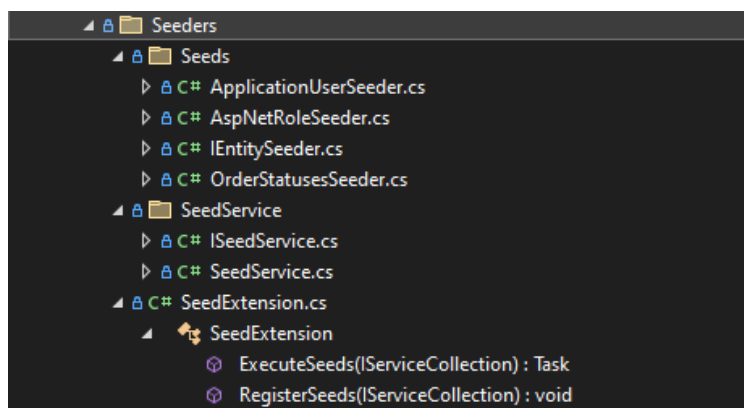 Seeders
Seeds
C# ApplicationUserSeeder.cs
C# AspNetRoleSeeder.cs
C# IEntitySeeder.cs
C# OrderStatusesSeeder.cs
SeedService
C# ISeedService.cs
C# SeedService.cs
C# SeedExtension.cs
SeedExtension
ExecuteSeeds(IServiceCollection) : Task
RegisterSeeds(IServiceCollection) : void